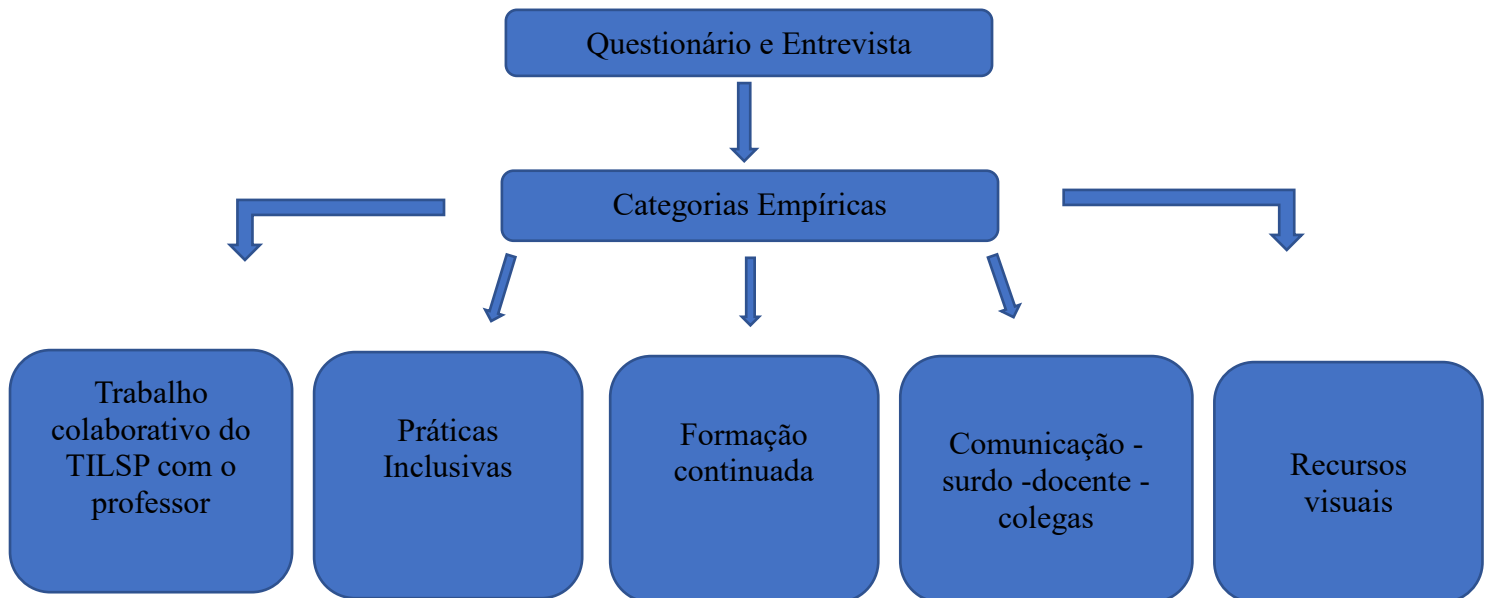 Questionário e Entrevista
Categorias Empíricas
Trabalho
colaborativo do
TILSP com o
professor
Práticas
Inclusivas
Formação
continuada
Comunicação -
surdo -docente -
colegas
Recursos
visuais